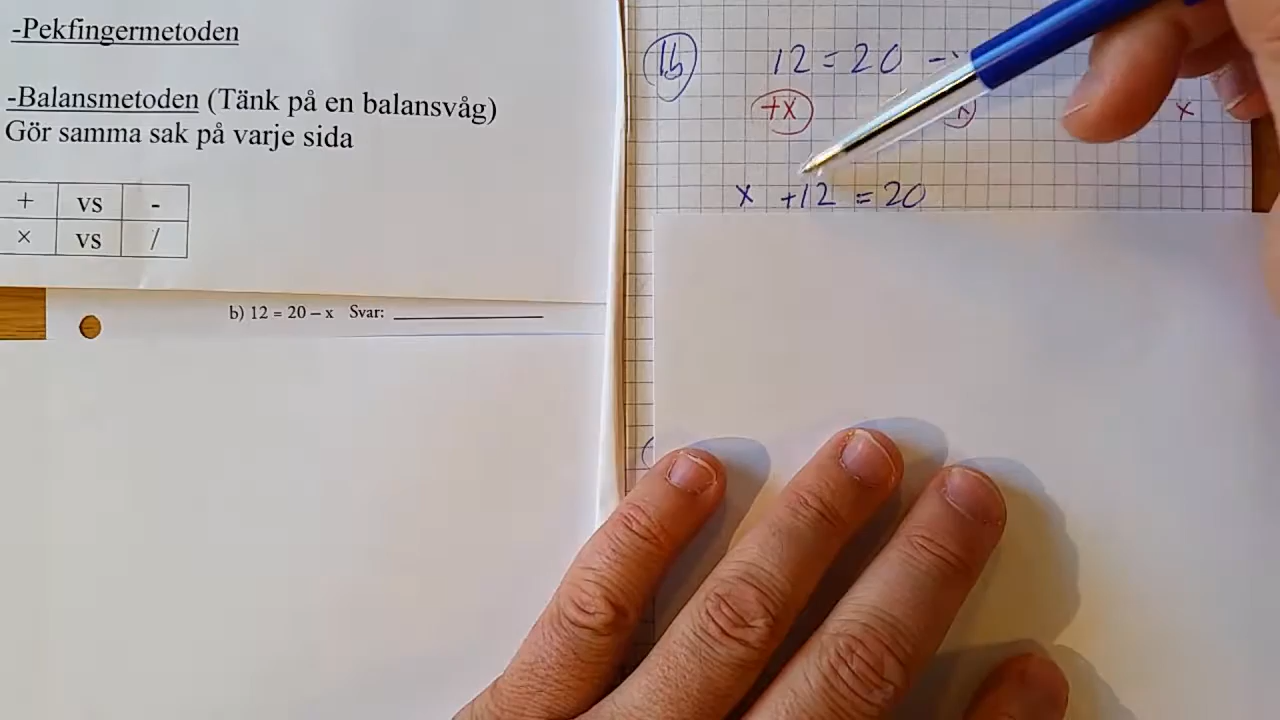 -Pekfingermetoden
-Balansmetoden (Tänk på en balansvåg)
Gör samma sak på varje sida
+ vs -
× vs /
b) 12 = 20 – x Svar:
1b 12 = 20 -
+x x
x +12 = 20